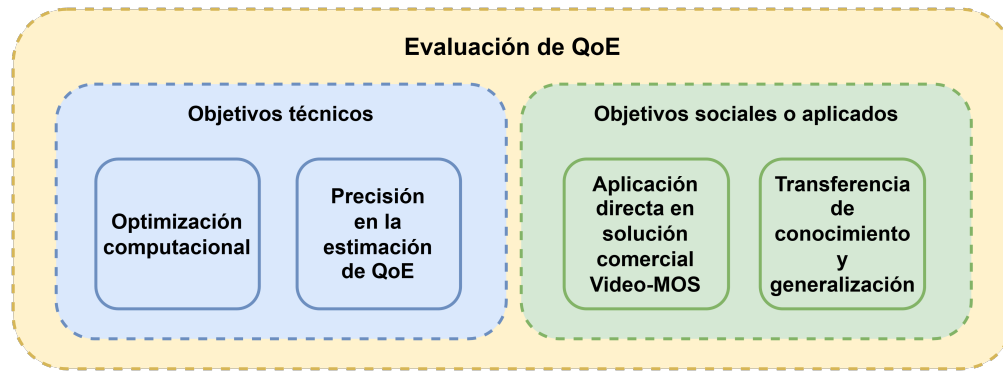 Evaluación de QoE
Objetivos técnicos
Optimización
computacional
Precisión
en la
estimación
de QoE
Objetivos sociales o aplicados
Aplicación
directa en
solución
comercial
Video-MOS
Transferencia
de
conocimiento
y
generalización